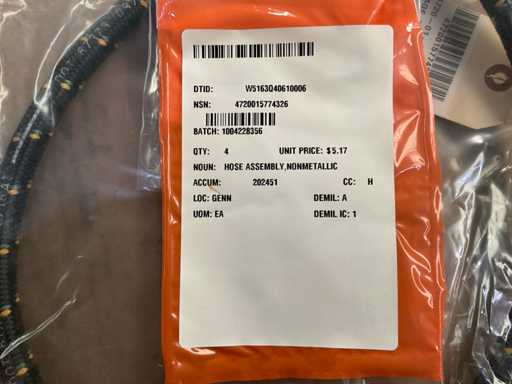 DTID: W5163Q40610006
NSN: 4720015774326
BATCH: 1004228356
QTY: 4 UNIT PRICE: $5.17
NOUN: HOSE ASSEMBLY,NONMETALLIC
ACCUM: 202451 CC: H
LOC: GENN DEMIL: A
UOM: EA DEMIL IC: 1